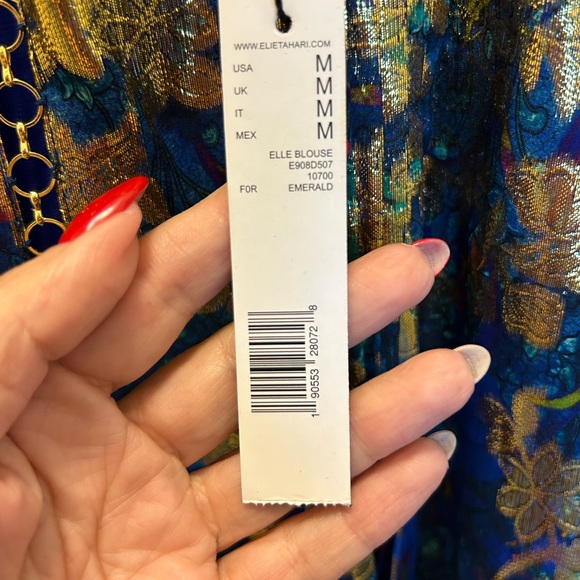 WWW.ELIETAHARI.COM
USA M
UK M
IT M
MEX M
ELLE BLOUSE
E908D507
10700
F0R EMERALD
1 90553 28072 8